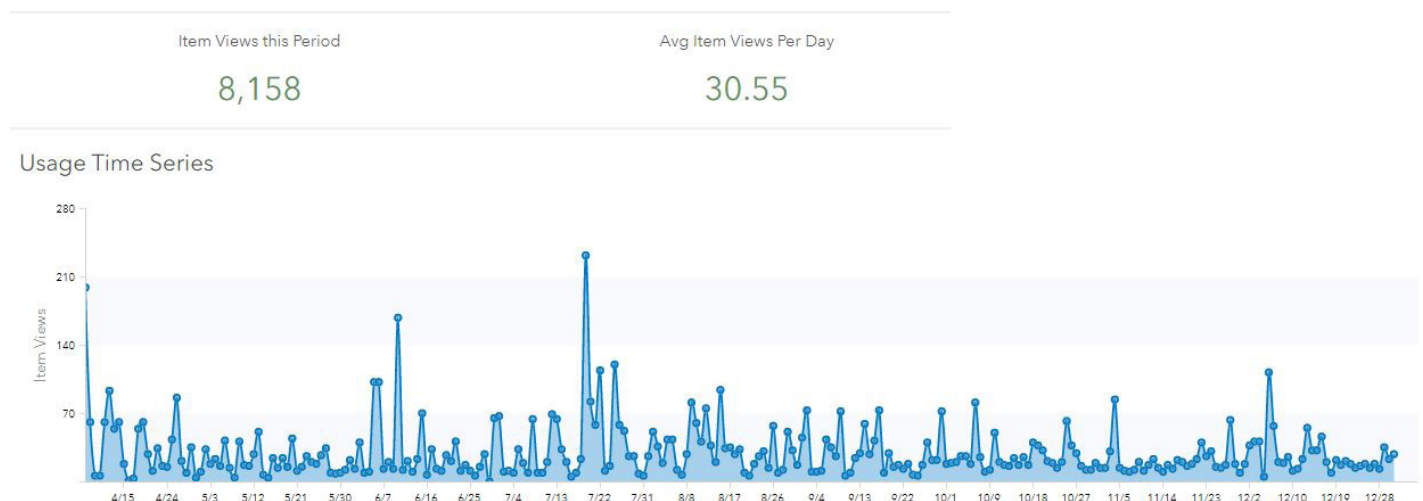 Item Views this Period Avg Item Views Per Day
8,158 30.55
Usage Time Series
280
210
140
70
Item Views
4/15 4/24 5/3 5/12 5/21 5/30 6/7 6/16 6/25 7/4 7/13 7/22 7/31 8/8 8/17 8/26 9/4 9/13 9/22 10/1 10/9 10/18 10/27 11/5 11/14 11/23 12/2 12/10 12/19 12/28